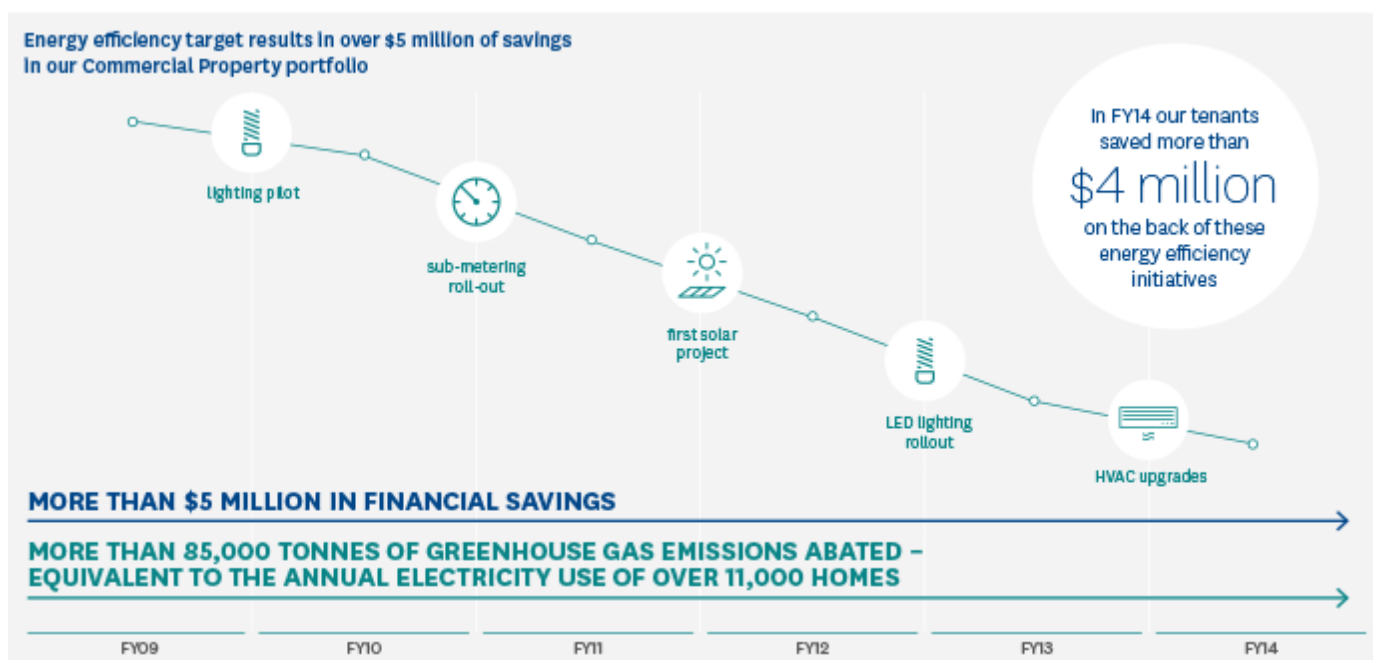 Energy efficiency target results in over $5 million of savings
in our Commercial Property portfolio
In FY14 our tenants
saved more than
$4 million
on the back of these
energy efficiency
initiatives
lighting pilot
sub-metering
roll-out
first solar
project
LED lighting
rollout
HVAC upgrades
MORE THAN $5 MILLION IN FINANCIAL SAVINGS
MORE THAN 85,000 TONNES OF GREENHOUSE GAS EMISSIONS ABATED –
EQUIVALENT TO THE ANNUAL ELECTRICITY USE OF OVER 11,000 HOMES
FY09 FY10 FY11 FY12 FY13 FY14